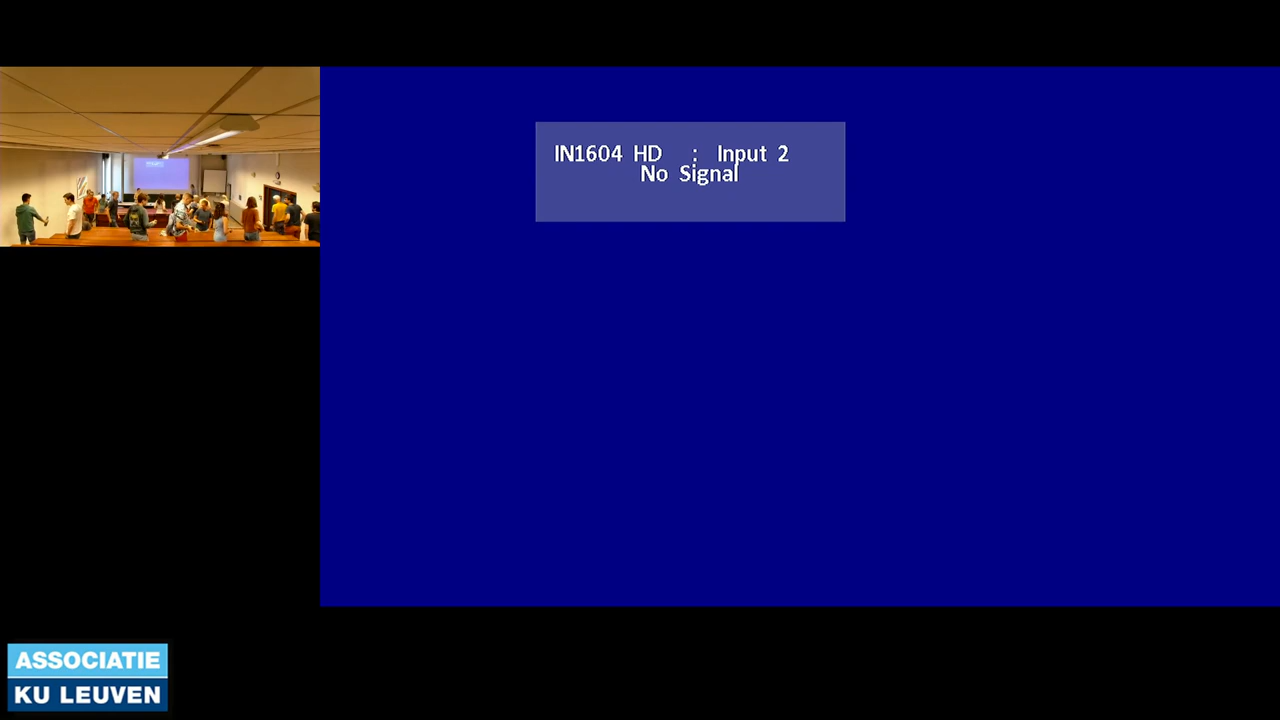 IN1604 HD : Input 2
No Signal
ASSOCIATIE
KU LEUVEN